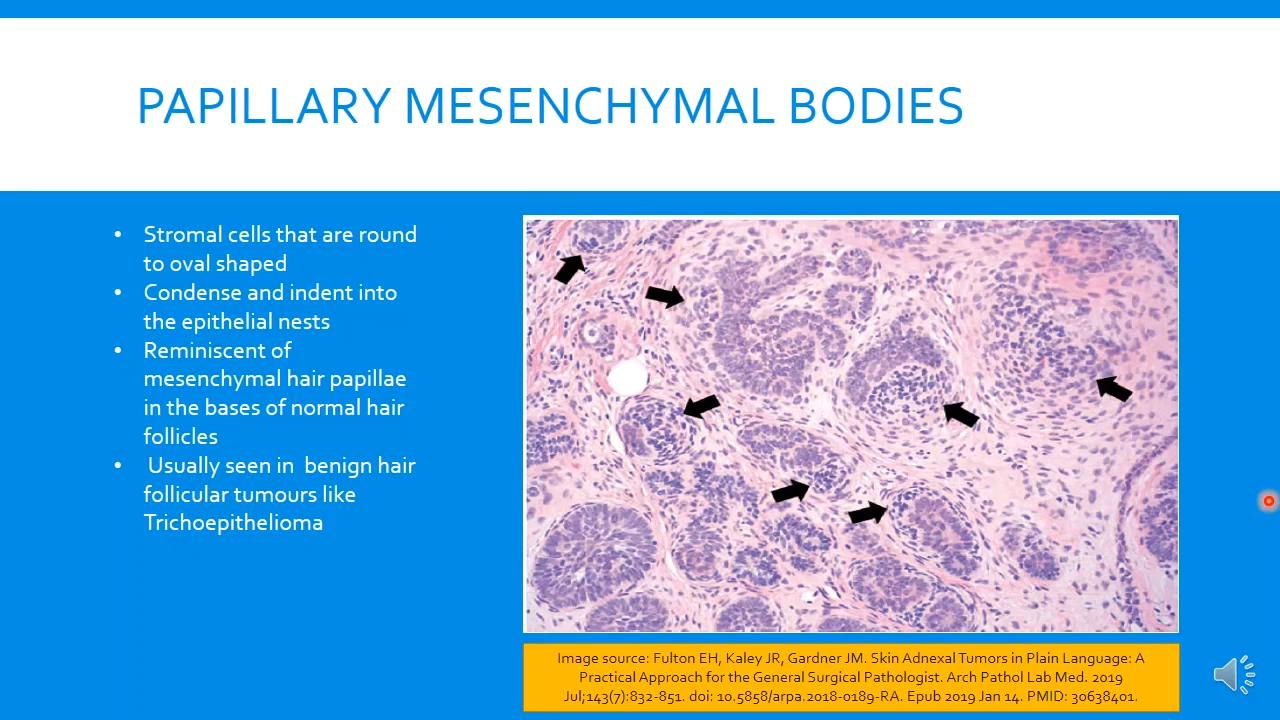 PAPILLARY MESENCHYMAL BODIES
• Stromal cells that are round
to oval shaped
• Condense and indent into
the epithelial nests
• Reminiscent of
mesenchymal hair papillae
in the bases of normal hair
follicles
• Usually seen in benign hair
follicular tumours like
Trichoepithelioma
Image source: Fulton EH, Kaley JR, Gardner JM. Skin Adnexal Tumors in Plain Language: A
Practical Approach for the General Surgical Pathologist. Arch Pathol Lab Med. 2019
Jul;143(7):832-851. doi: 10.5858/arpa.2018-0189-RA. Epub 2019 Jan 14. PMID: 30638401.